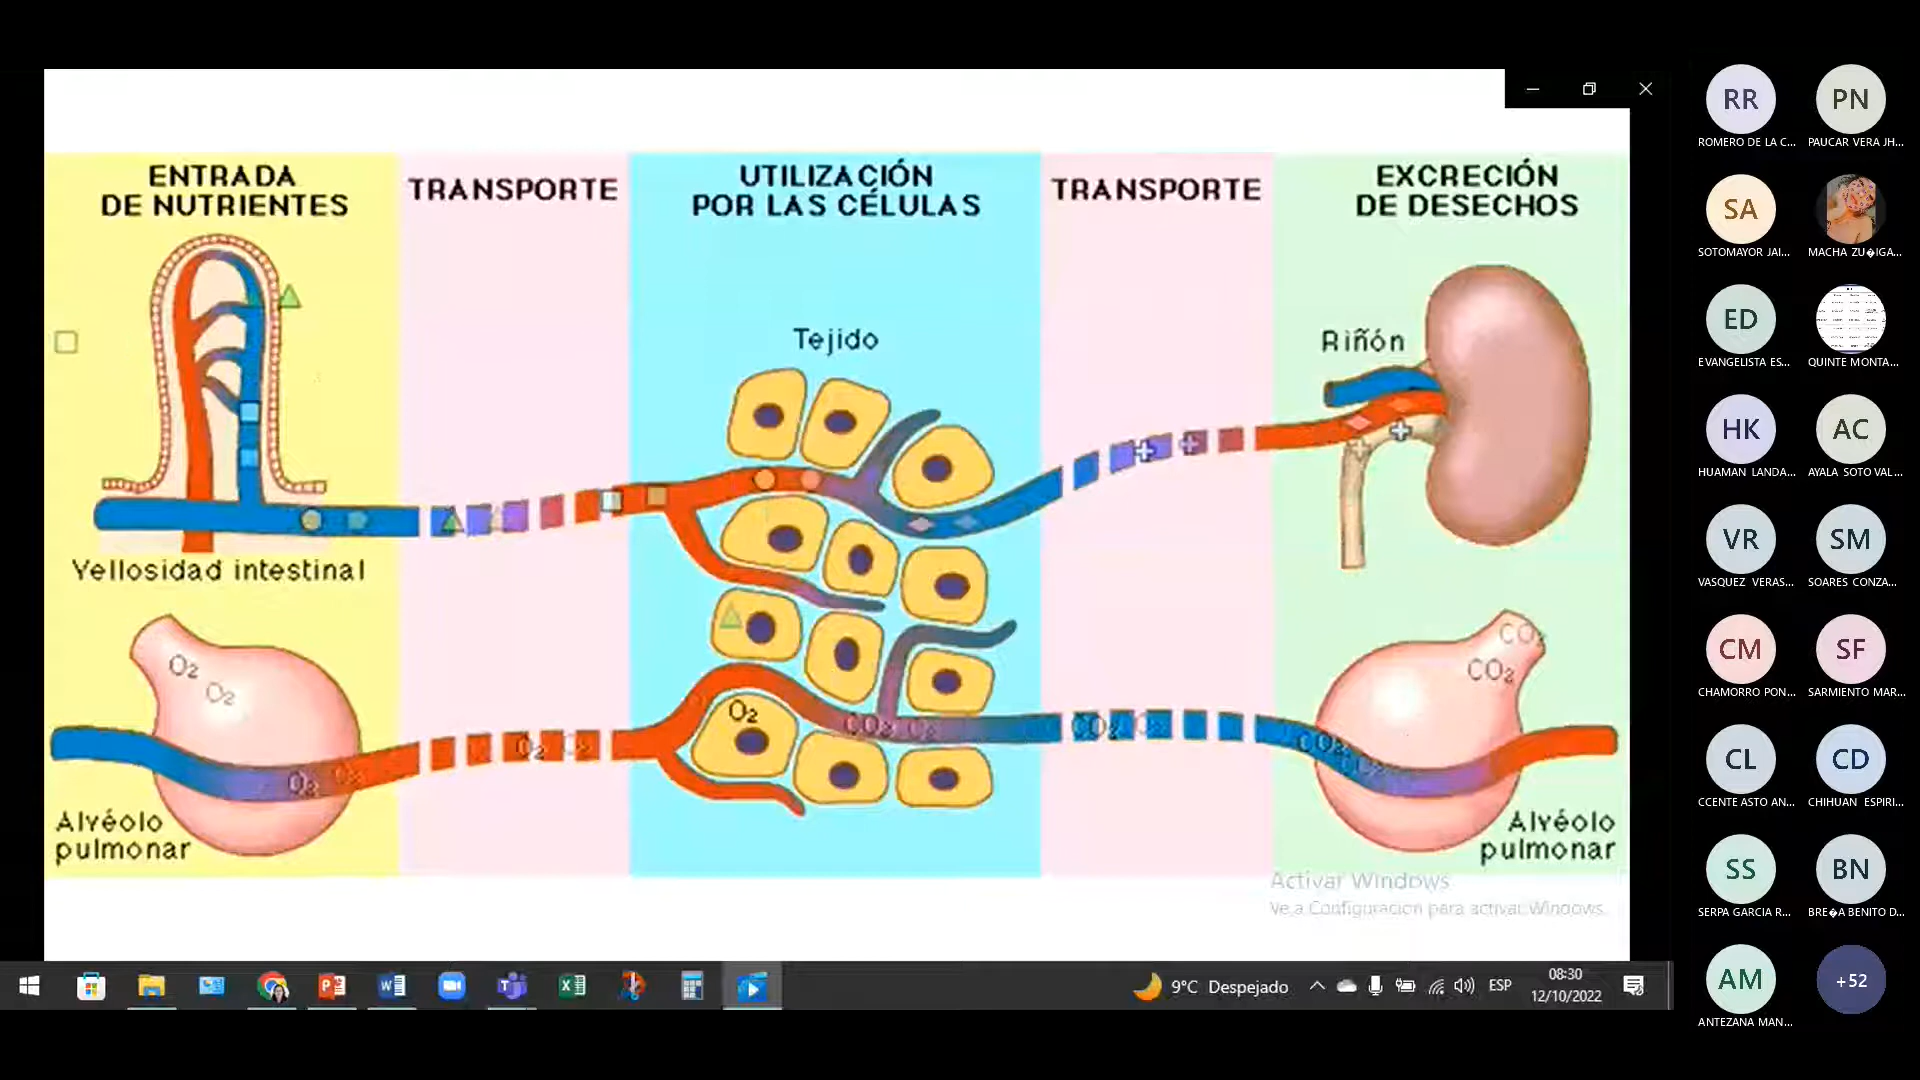 ENTRADA
DE NUTRIENTES
TRANSPORTE
UTILIZACIÓN
POR LAS CÉLULAS
TRANSPORTE
EXCRECIÓN
DE DESECHOS
Tejido
Riñón
Vellosidad intestinal
O₂
O₂
O₂
O₂
O₂
O₂
CO₂
CO₂
CO₂
CO₂
CO₂
Alvéolo
pulmonar
Alvéolo
pulmonar
Activar Windows
Ve a Configuración para activar Windows.
9°C Despejado
ESP
08:30
12/10/2022
RR
ROMERO DE LA C...
PN
PAUCAR VERA JH...
SA
SOTOMAYOR JAI...
MACHA ZU�IGA...
ED
EVANGELISTA ES...
QUINTE MONTA...
HK
HUAMAN LANDA...
AC
AYALA SOTO VAL...
VR
VASQUEZ VERAS...
SM
SOARES CONZA...
CM
CHAMORRO PON...
SF
SARMIENTO MAR...
CL
CCENTE ASTO AN...
CD
CHIHUAN ESPIRI...
SS
SERPA GARCIA R...
BN
BRE�A BENITO D...
AM
ANTEZANA MAN...
+52